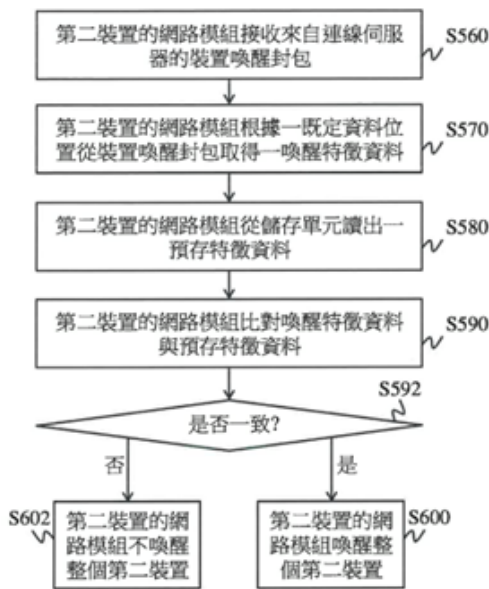 第二裝置的網路模組接收來自連線伺服
器的裝置喚醒封包
S560
第二裝置的網路模組根據一既定資料位
置從裝置喚醒封包取得一喚醒特徵資料
S570
第二裝置的網路模組從儲存單元讀出一
預存特徵資料
S580
第二裝置的網路模組比對喚醒特徵資料
與預存特徵資料
S590
S592
是否一致?
否
是
S602
第二裝置的網
路模組不喚醒
整個第二裝置
S600
第二裝置的網
路模組喚醒整
個第二裝置